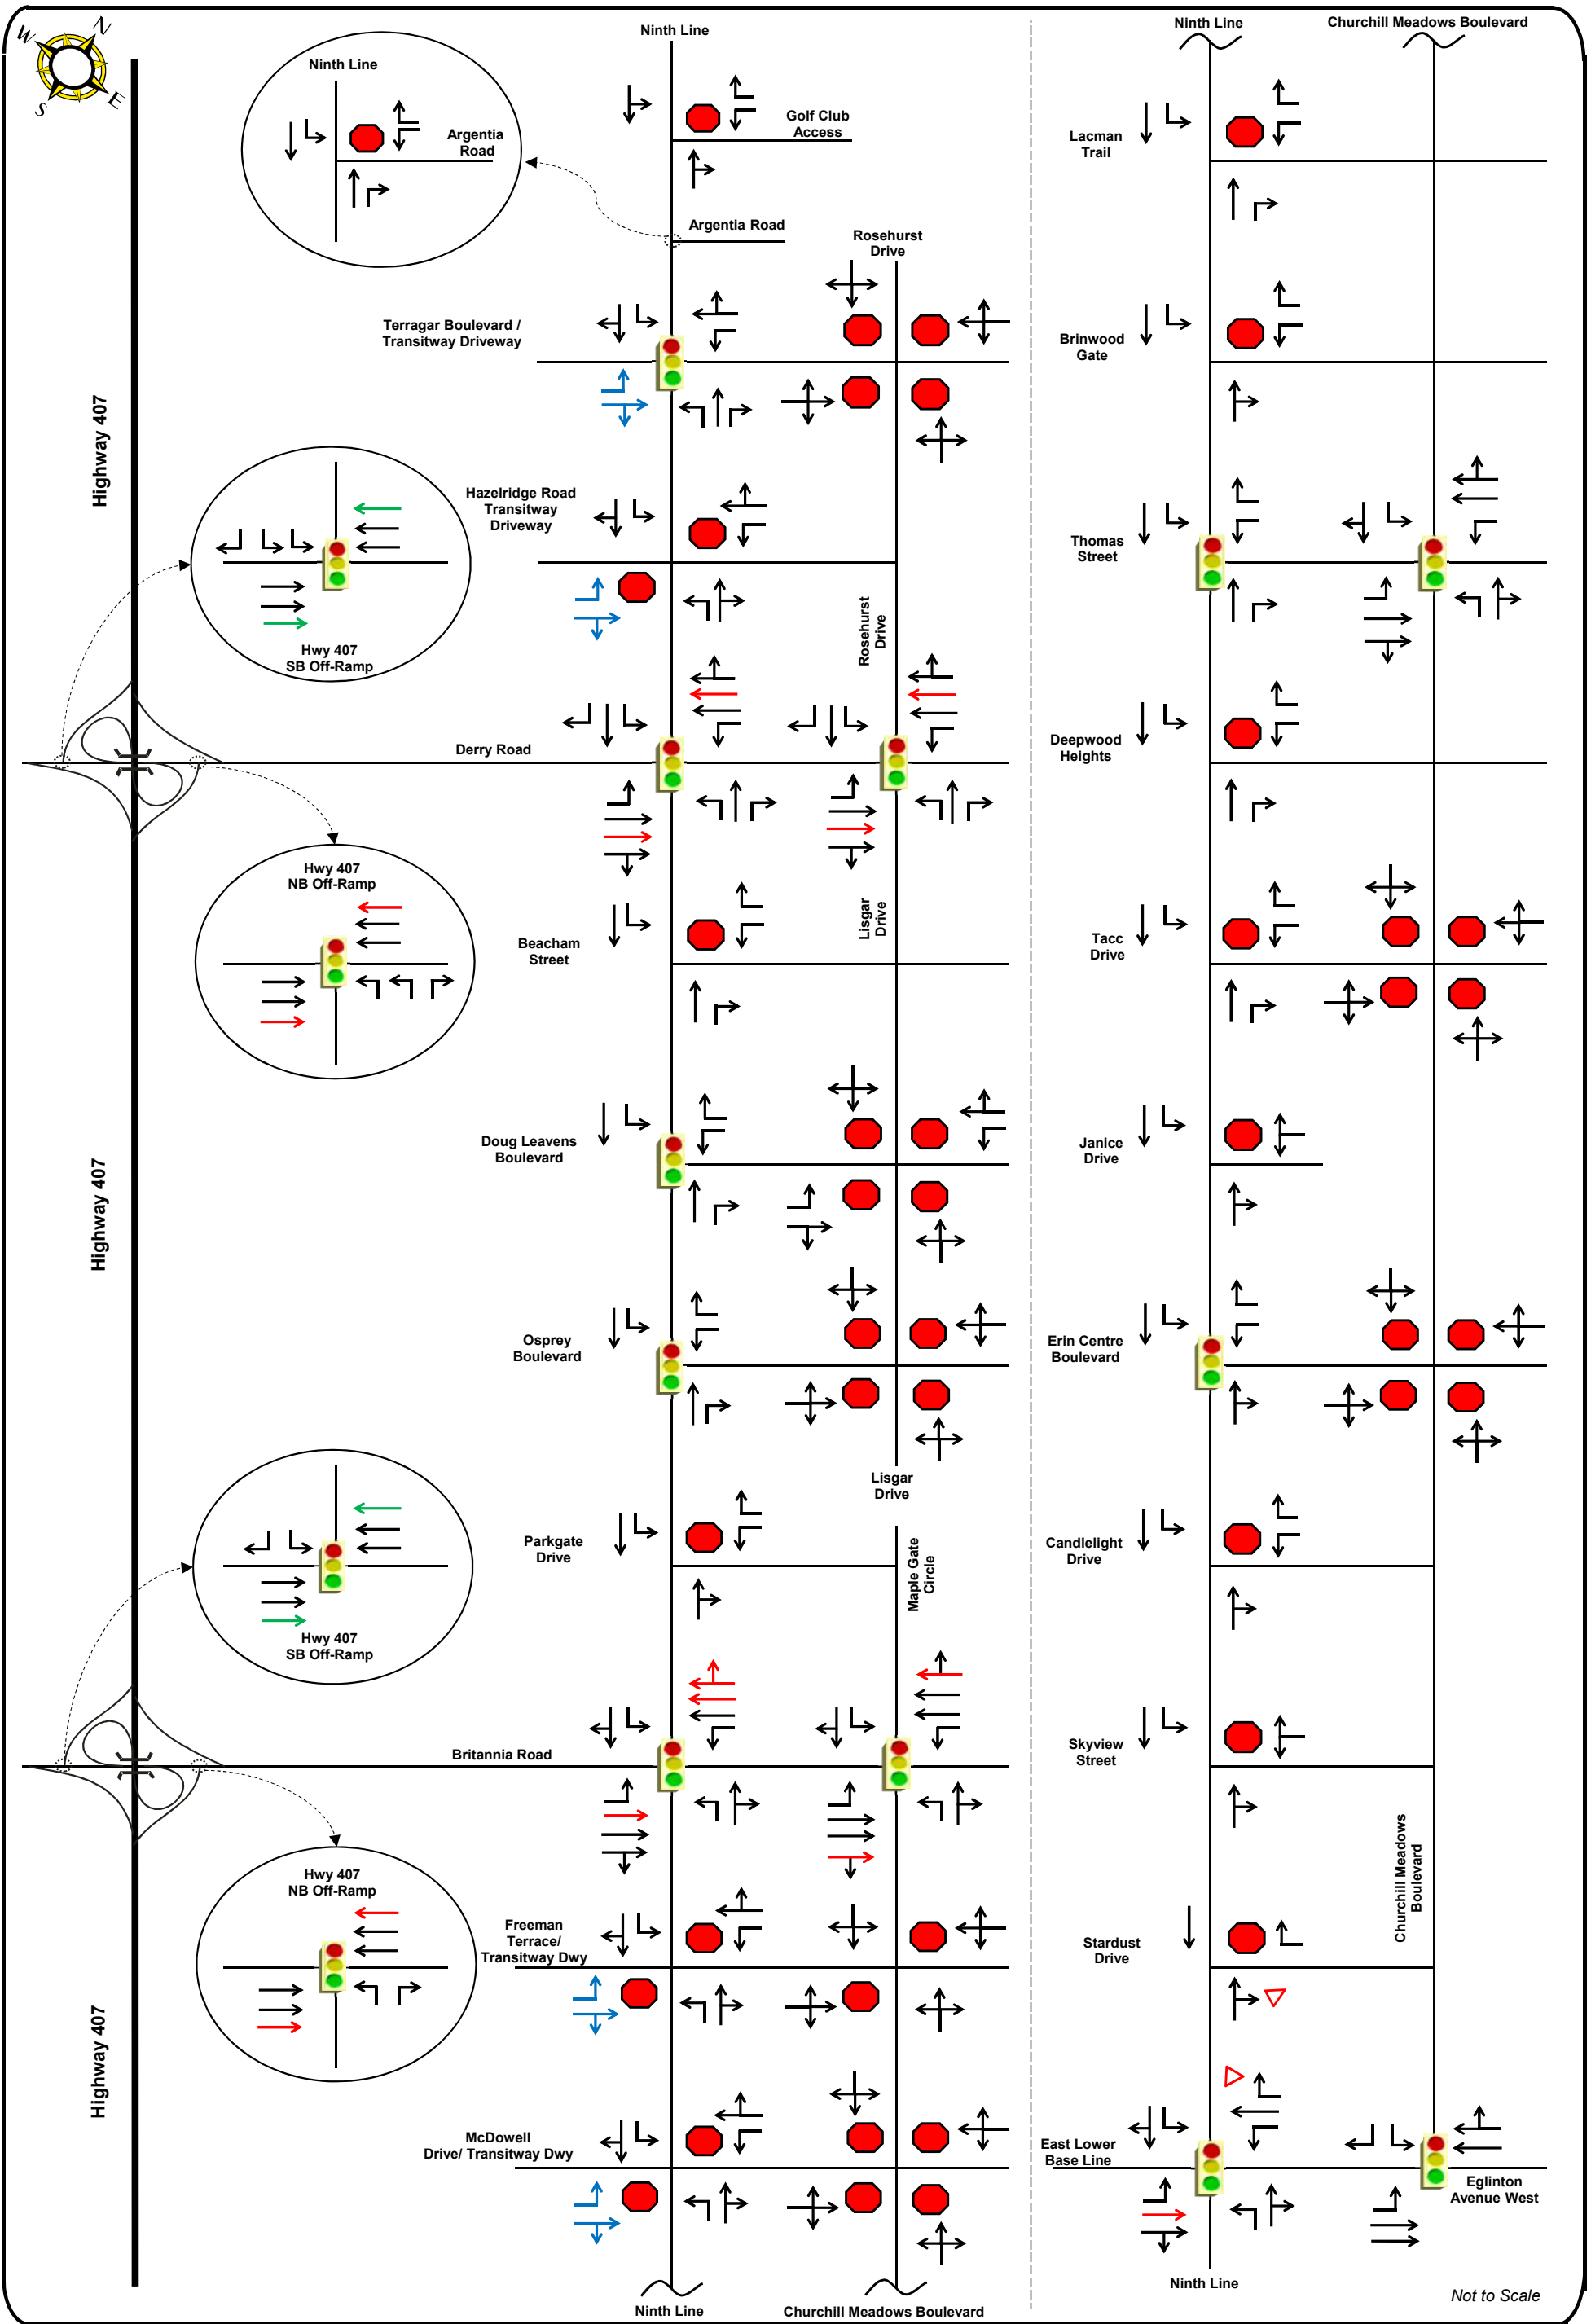 N
W
E
S
Ninth Line
Argentia
Road
Ninth Line
Golf Club
Access
Argentia Road
Rosehurst
Drive
Terragar Boulevard /
Transitway Driveway
Highway 407
Hazelridge Road
Transitway
Driveway
Hwy 407
SB Off-Ramp
Rosehurst
Drive
Derry Road
Hwy 407
NB Off-Ramp
Beacham
Street
Lisgar
Drive
Highway 407
Doug Leavens
Boulevard
Osprey
Boulevard
Lisgar
Drive
Parkgate
Drive
Maple Gate
Circle
Hwy 407
SB Off-Ramp
Britannia Road
Hwy 407
NB Off-Ramp
Freeman
Terrace/
Transitway Dwy
Highway 407
McDowell
Drive/ Transitway Dwy
Ninth Line
Churchill Meadows Boulevard
Ninth Line
Churchill Meadows Boulevard
Lacman
Trail
Brinwood
Gate
Thomas
Street
Deepwood
Heights
Tacc
Drive
Janice
Drive
Erin Centre
Boulevard
Candlelight
Drive
Skyview
Street
Churchill Meadows
Boulevard
Stardust
Drive
East Lower
Base Line
Eglinton
Avenue West
Ninth Line
Not to Scale